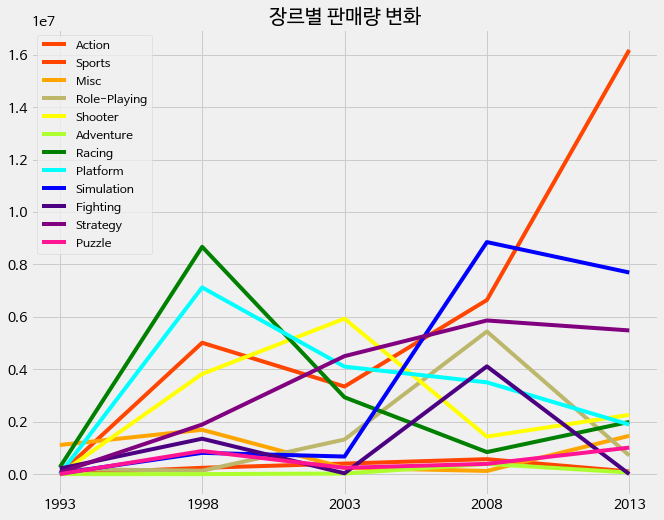 장르별 판매량 변화
1e7
Action
Sports
Misc
Role-Playing
Shooter
Adventure
Racing
Platform
Simulation
Fighting
Strategy
Puzzle
1.6
1.4
1.2
1.0
0.8
0.6
0.4
0.2
0.0
1993 1998 2003 2008 2013